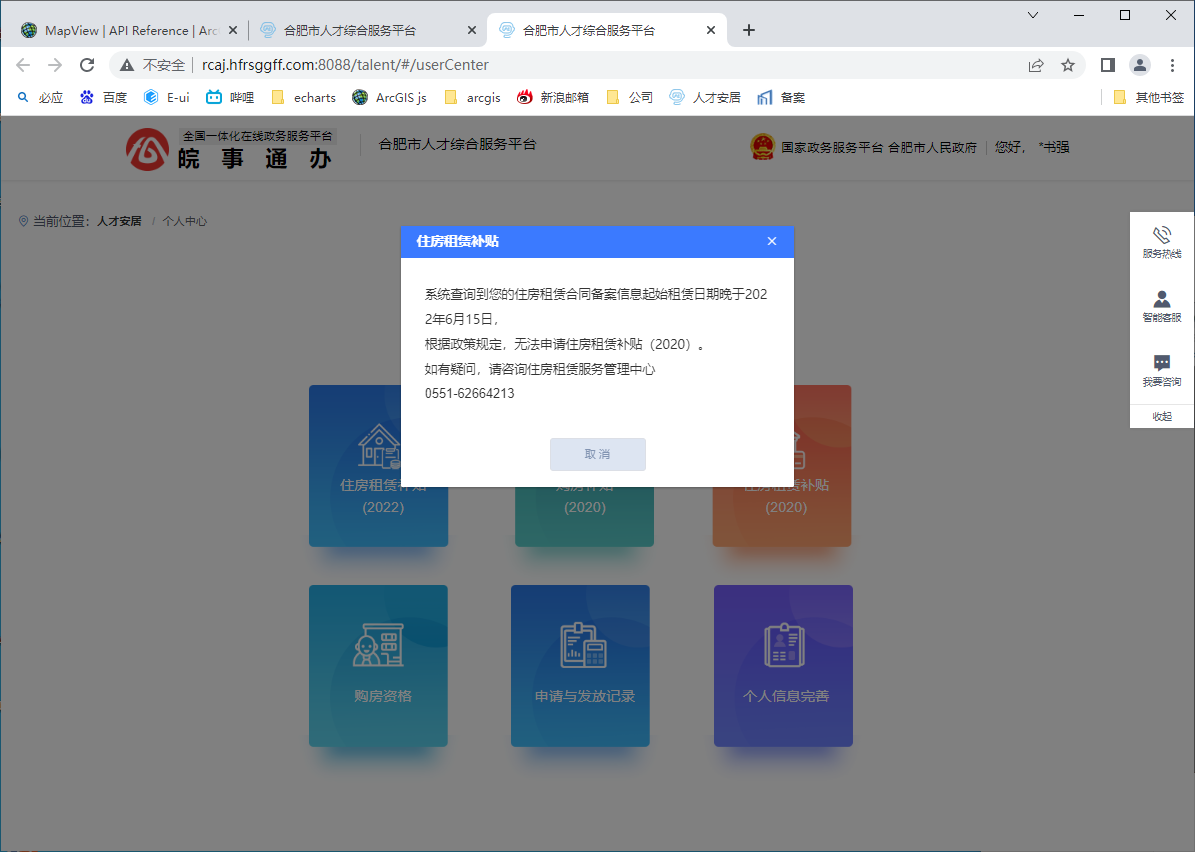 MapView | API Reference | Arc
合肥市人才综合服务平台
合肥市人才综合服务平台
不安全
rcaj.hfrsggff.com:8088/talent/#/userCenter
必应
百度
E-ui
哔哩
echarts
ArcGIS js
arcgis
新浪邮箱
公司
人才安居
备案
其他书签
全国一体化在线政务服务平台
皖事通办
合肥市人才综合服务平台
国家政务服务平台 合肥市人民政府
您好, *书强
当前位置: 人才安居 / 个人中心
住房租赁补贴
系统查询到您的住房租赁合同备案信息起始租赁日期晚于202
2年6月15日,
根据政策规定,无法申请住房租赁补贴(2020)。
如有疑问,请咨询住房租赁服务管理中心
0551-62664213
取 消
服务热线
智能客服
我要咨询
收起
住房租赁补贴
(2022)
购房补贴
(2020)
住房租赁补贴
(2020)
购房资格
申请与发放记录
个人信息完善